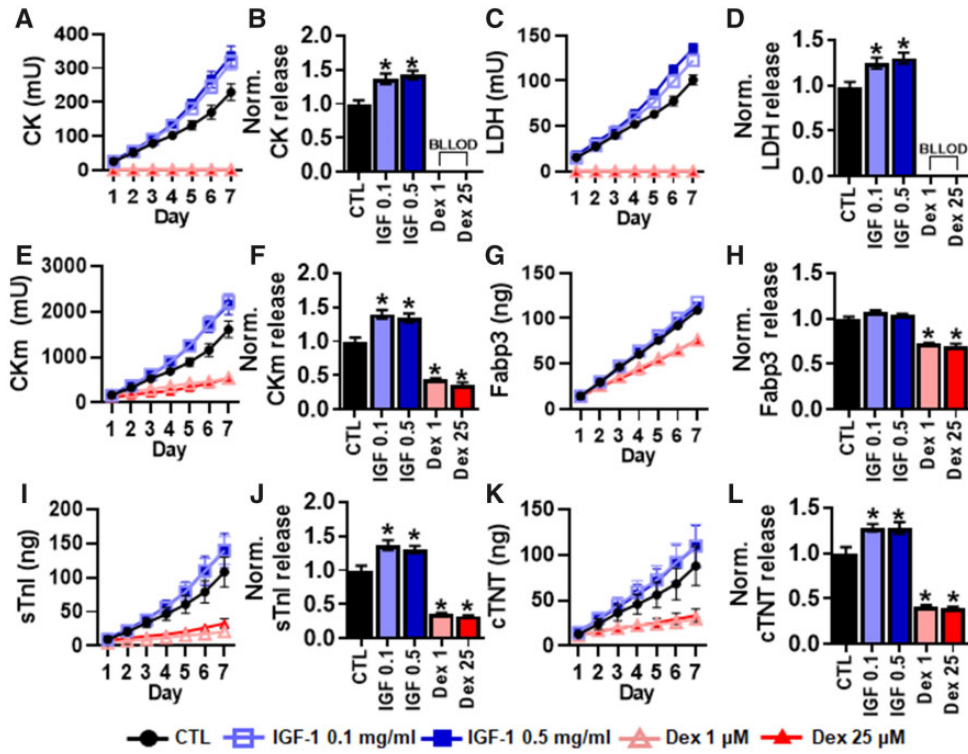 A
CK (mU)
400
300
200
100
0
1 2 3 4 5 6 7
Day
B
Norm.
CK release
2.0
1.5
1.0
0.5
0.0
BLLOD
CTL
IGF 0.1
IGF 0.5
Dex 1
Dex 25
C
LDH (mU)
150
100
50
0
1 2 3 4 5 6 7
Day
D
Norm.
LDH release
1.5
1.0
0.5
0.0
BLLOD
CTL
IGF 0.1
IGF 0.5
Dex 1
Dex 25
E
CKm (mU)
3000
2000
1000
0
1 2 3 4 5 6 7
Day
F
Norm.
CKm release
2.0
1.5
1.0
0.5
0.0
* * * *
CTL
IGF 0.1
IGF 0.5
Dex 1
Dex 25
G
Fabp3 (ng)
150
100
50
0
1 2 3 4 5 6 7
Day
H
Norm.
Fabp3 release
1.5
1.0
0.5
0.0
* *
CTL
IGF 0.1
IGF 0.5
Dex 1
Dex 25
I
sTnI (ng)
200
150
100
50
0
1 2 3 4 5 6 7
Day
J
Norm.
sTnI release
2.0
1.5
1.0
0.5
0.0
* * * *
CTL
IGF 0.1
IGF 0.5
Dex 1
Dex 25
K
cTNT (ng)
150
100
50
0
1 2 3 4 5 6 7
Day
L
Norm.
cTNT release
1.5
1.0
0.5
0.0
* * * *
CTL
IGF 0.1
IGF 0.5
Dex 1
Dex 25
CTL IGF-1 0.1 mg/ml IGF-1 0.5 mg/ml Dex 1 µM Dex 25 µM